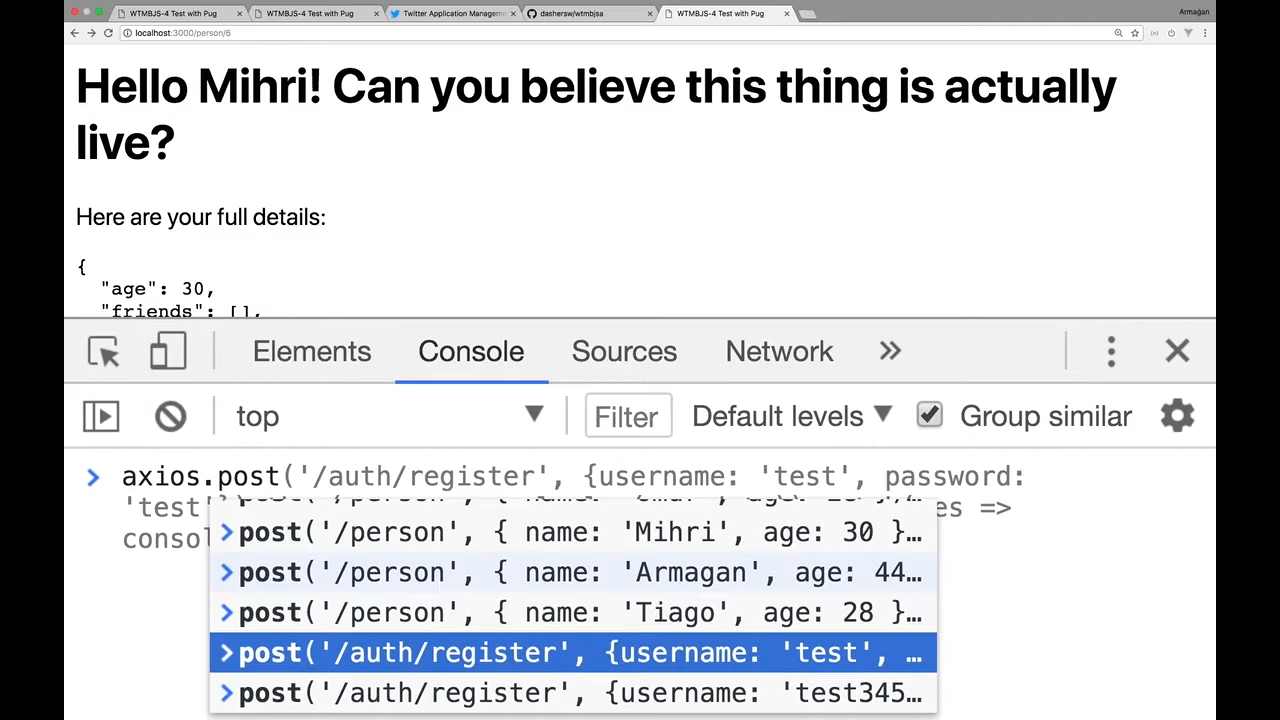 WTMBJS-4 Test with Pug
WTMBJS-4 Test with Pug
Twitter Application Managem
dashersw/wtmbjsa
WTMBJS-4 Test with Pug
Armağan
localhost:3000/person/6
Hello Mihri! Can you believe this thing is actually
live?
Here are your full details:
{
"age": 30,
"friends": [],
Elements Console Sources Network
top Filter Default levels Group similar
axios.post('/auth/register', {username: 'test', password:
'test' es =>
consol
post('/person', { name: 'Mihri', age: 30 }…
post('/person', { name: 'Armagan', age: 44…
post('/person', { name: 'Tiago', age: 28 }…
post('/auth/register', {username: 'test', …
post('/auth/register', {username: 'test345…